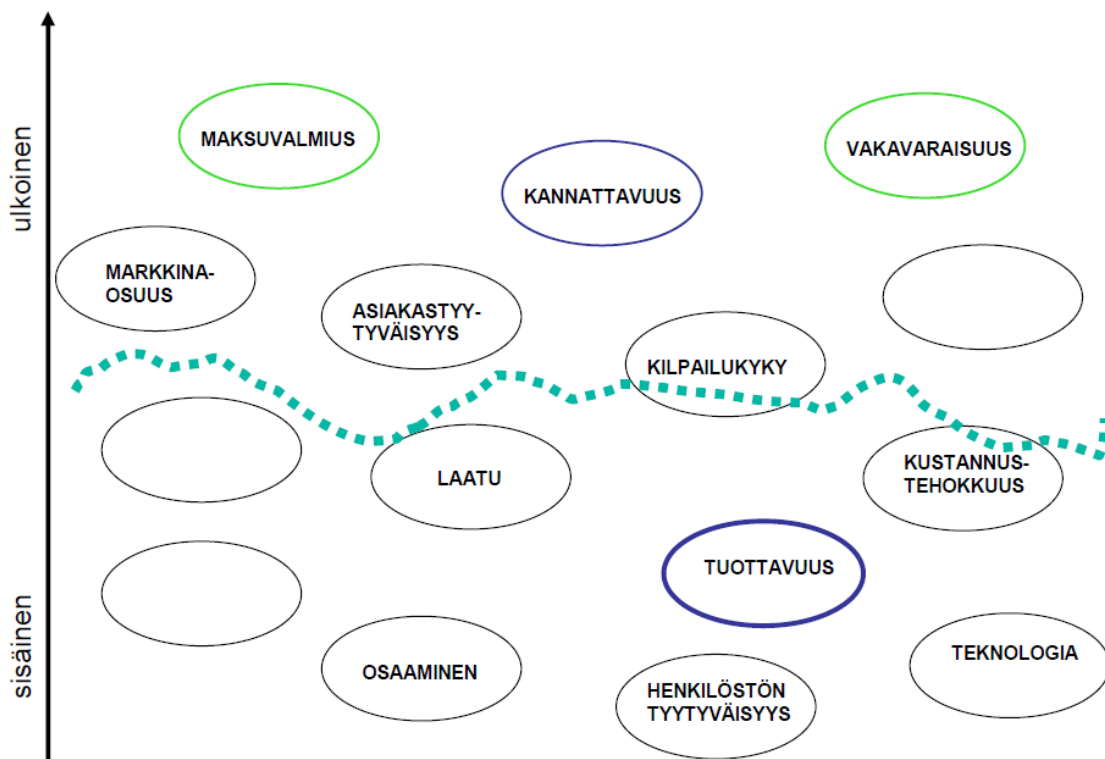 ulkoinen
MAKSUVALMIUS
VAKAVARAISUUS
KANNATTAVUUS
MARKKINA-
OSUUS
ASIAKASTYY-
TYVÄISYYS
KILPAILUKYKY
LAATU
KUSTANNUS-
TEHOKKUUS
TUOTTAVUUS
sisäinen
OSAAMINEN
TEKNOLOGIA
HENKILÖSTÖN
TYYTYVÄISYYS